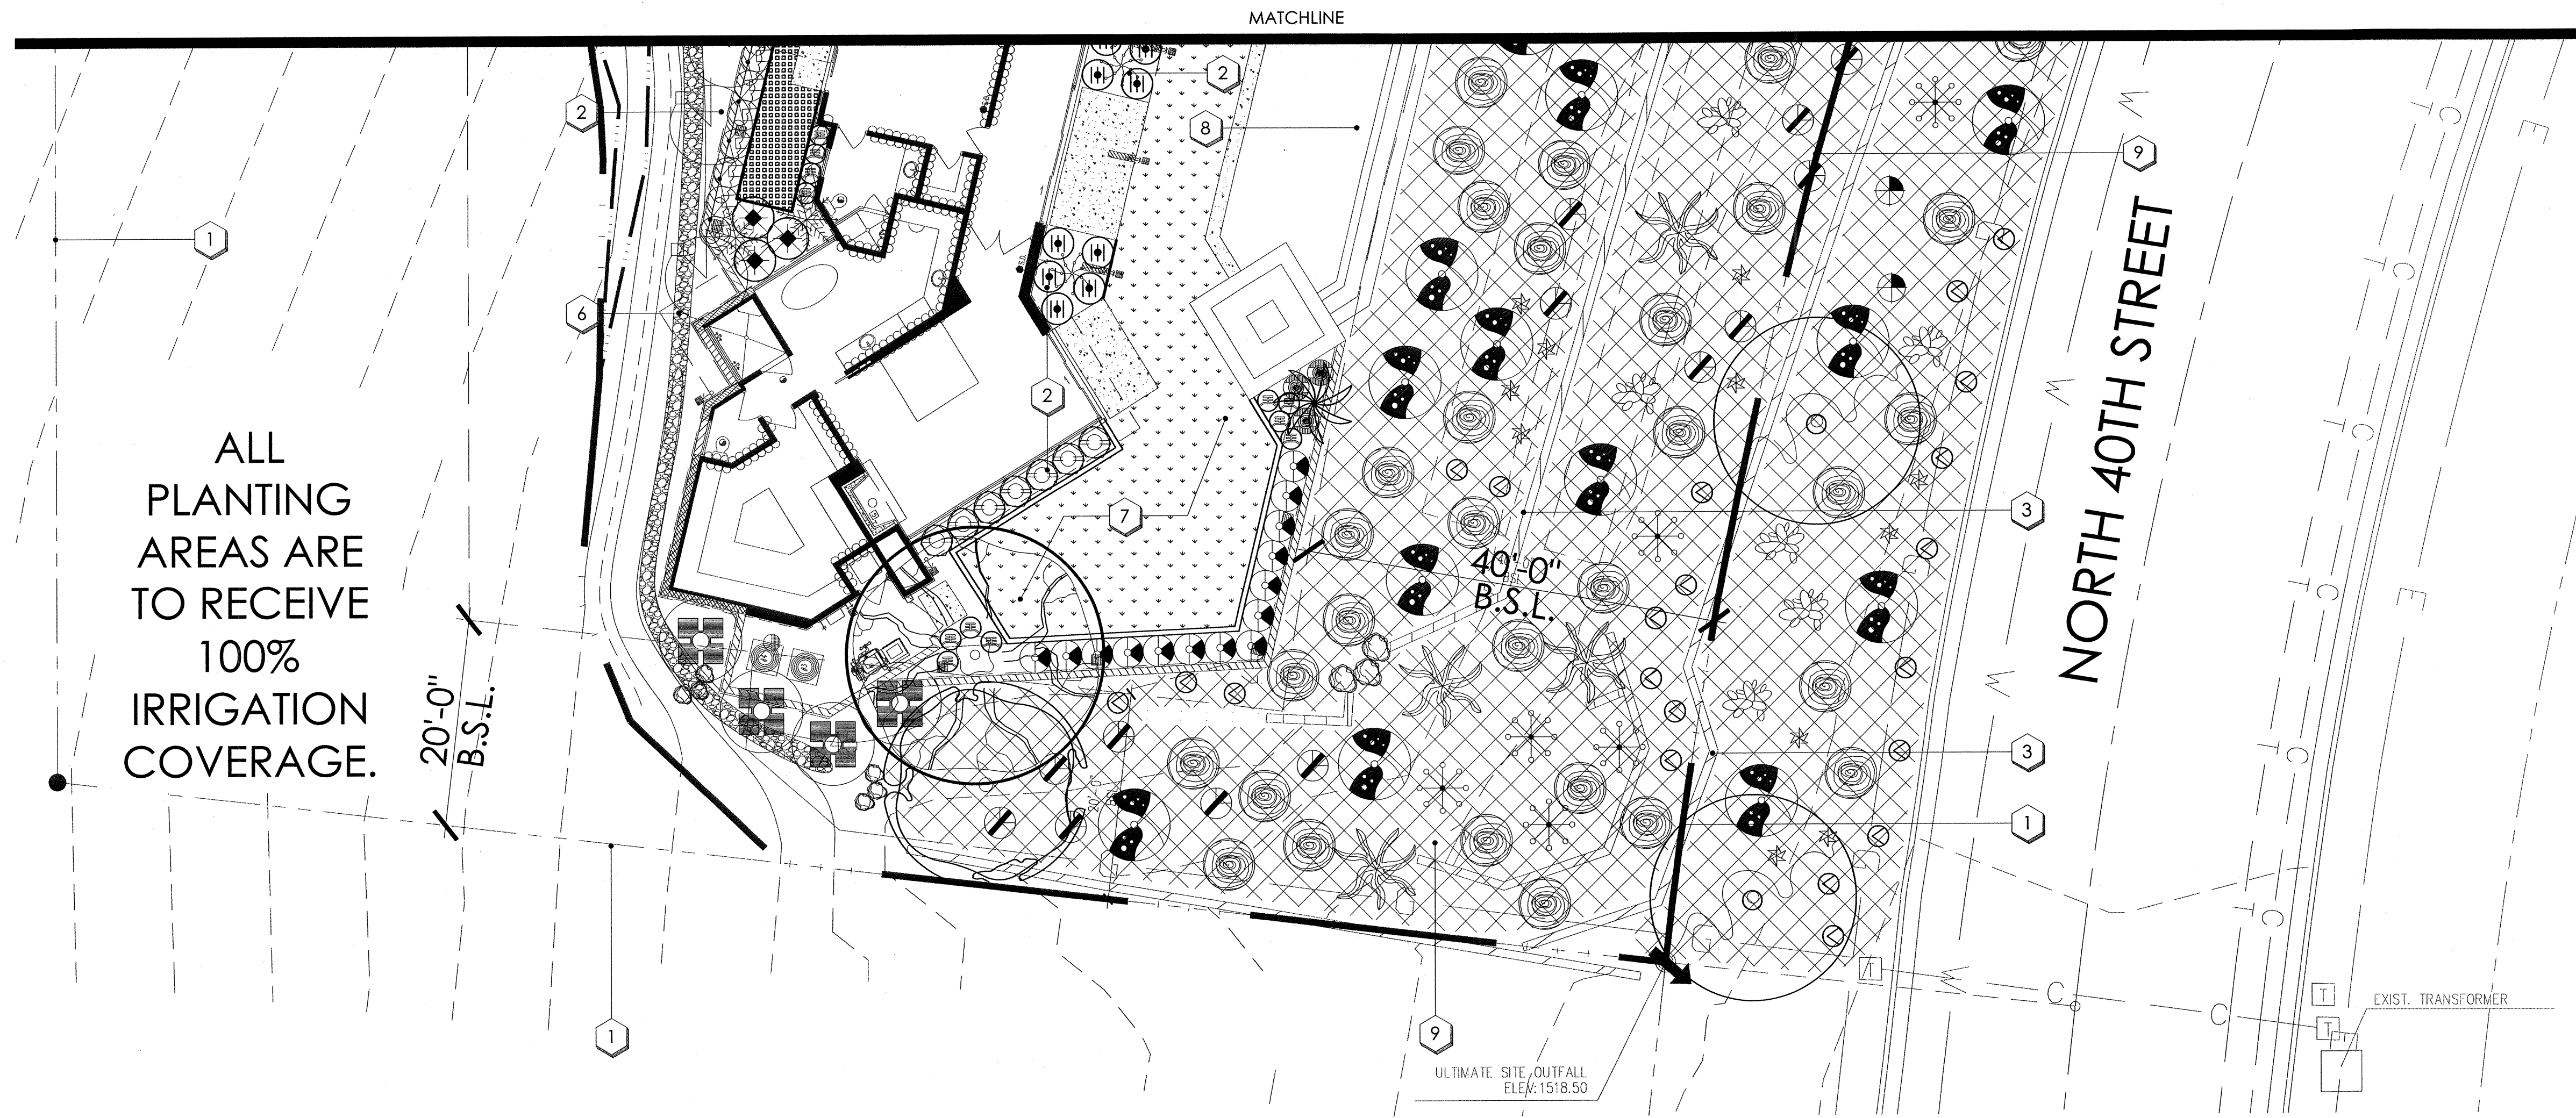 MATCHLINE
2
2
8
9
1
6
2
ALL
PLANTING
AREAS ARE
TO RECEIVE
100%
IRRIGATION
COVERAGE.
7
3
NORTH 40TH STREET
40'-0"
B.S.L.
20'-0"
B.S.L.
3
1
1
9
W
W
W
W
T
T
T
T
T
T
C
C
C
C
C
C
C
C
E
E
T
T
T
EXIST. TRANSFORMER
ULTIMATE SITE OUTFALL
ELEV:1518.50